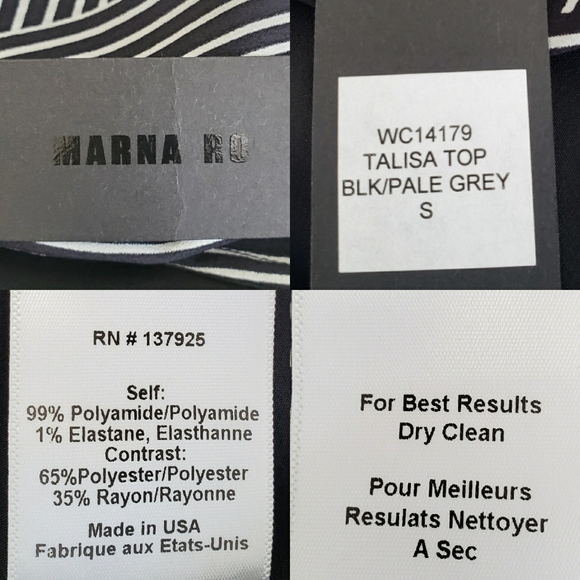 MARNA RO
WC14179
TALISA TOP
BLK/PALE GREY
S
RN # 137925
Self:
99% Polyamide/Polyamide
1% Elastane, Elasthanne
Contrast:
65%Polyester/Polyester
35% Rayon/Rayonne
Made in USA
Fabrique aux Etats-Unis
For Best Results
Dry Clean
Pour Meilleurs
Resulats Nettoyer
A Sec